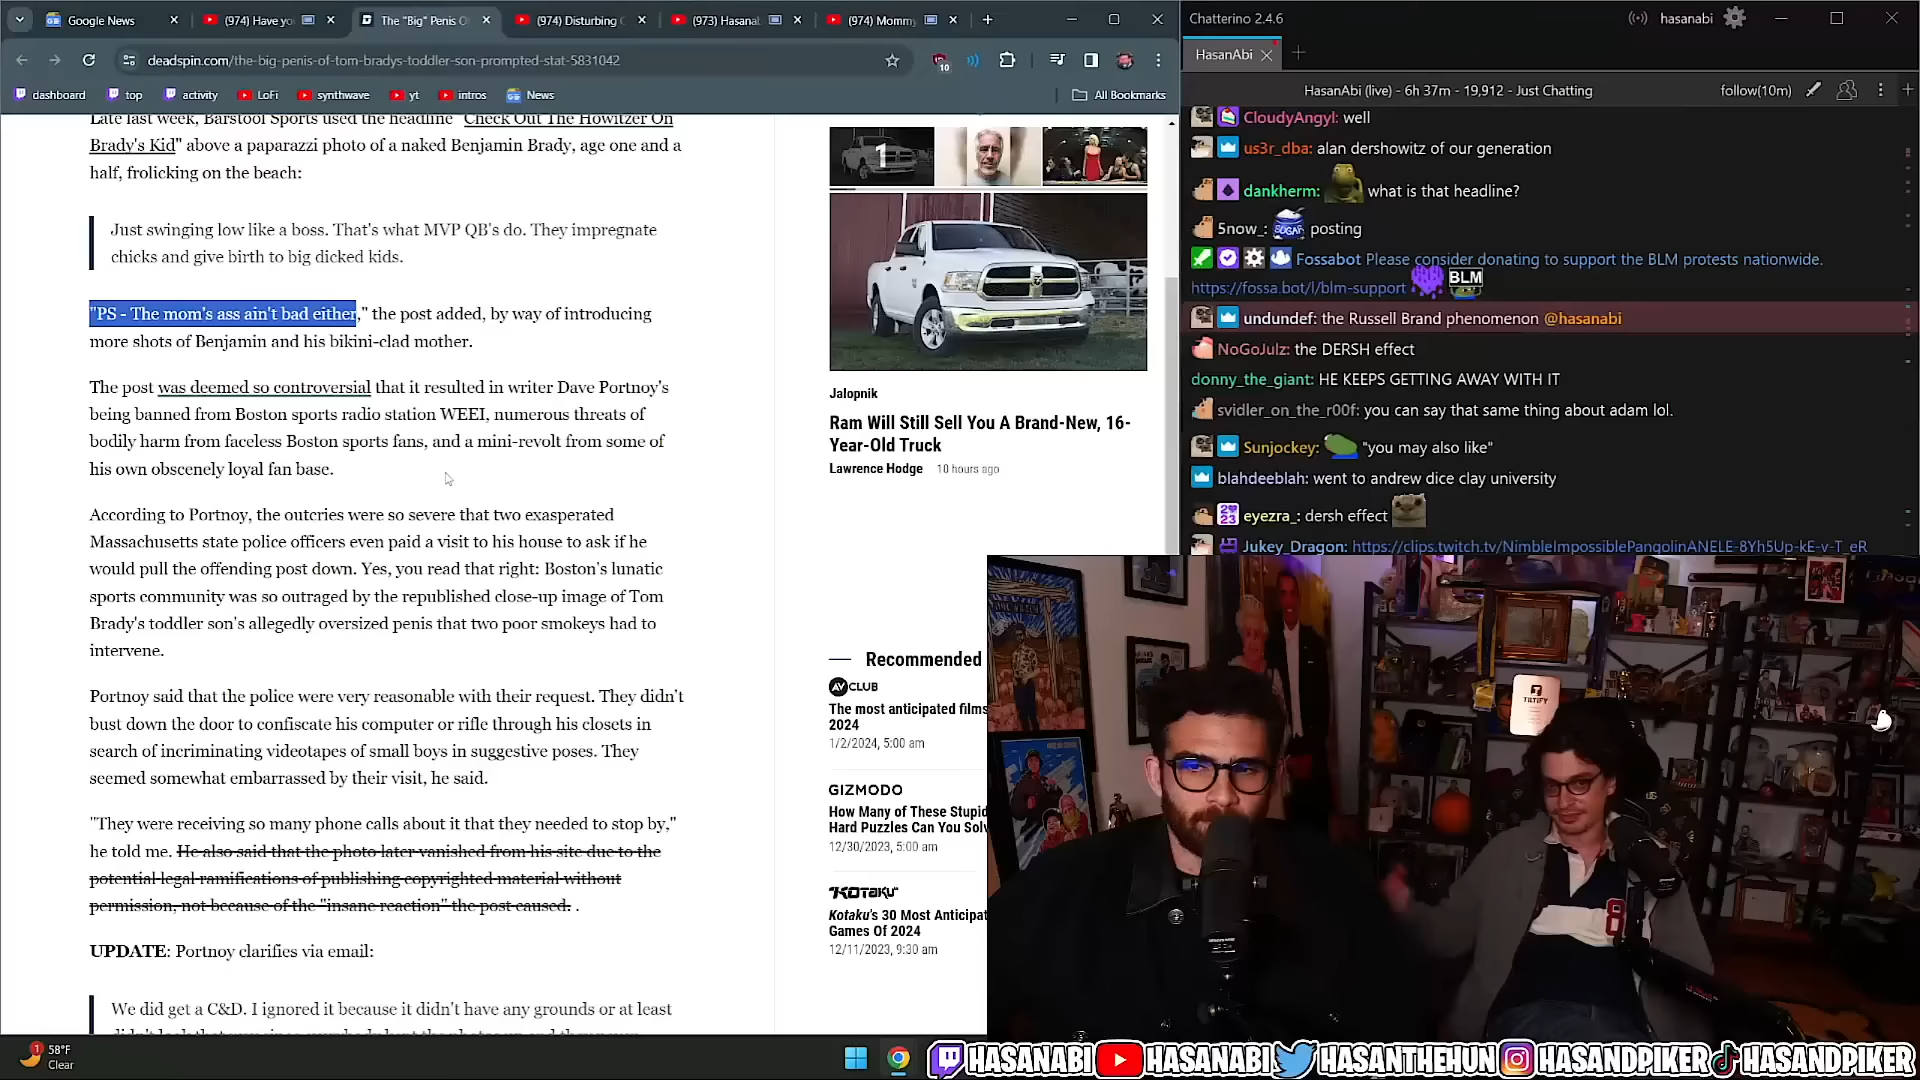 Google News
(974) Have yo
The "Big" Penis O
(974) Disturbing C
(973) Hasana
(974) Mommy
deadspin.com/the-big-penis-of-tom-bradys-toddler-son-prompted-stat-5831042
10
dashboard
top
activity
LoFi
synthwave
yt
intros
News
All Bookmarks
Late last week, Barstool Sports used the headline "Check Out The Howitzer On
Brady's Kid" above a paparazzi photo of a naked Benjamin Brady, age one and a
half, frolicking on the beach:
Just swinging low like a boss. That's what MVP QB's do. They impregnate
chicks and give birth to big dicked kids.
"PS - The mom's ass ain't bad either," the post added, by way of introducing
more shots of Benjamin and his bikini-clad mother.
The post was deemed so controversial that it resulted in writer Dave Portnoy's
being banned from Boston sports radio station WEEI, numerous threats of
bodily harm from faceless Boston sports fans, and a mini-revolt from some of
his own obscenely loyal fan base.
According to Portnoy, the outcries were so severe that two exasperated
Massachusetts state police officers even paid a visit to his house to ask if he
would pull the offending post down. Yes, you read that right: Boston's lunatic
sports community was so outraged by the republished close-up image of Tom
Brady's toddler son's allegedly oversized penis that two poor smokeys had to
intervene.
Portnoy said that the police were very reasonable with their request. They didn't
bust down the door to confiscate his computer or rifle through his closets in
search of incriminating videotapes of small boys in suggestive poses. They
seemed somewhat embarrassed by their visit, he said.
"They were receiving so many phone calls about it that they needed to stop by,"
he told me. He also said that the photo later vanished from his site due to the
potential legal ramifications of publishing copyrighted material without
permission, not because of the "insane reaction" the post caused. .
UPDATE: Portnoy clarifies via email:
We did get a C&D. I ignored it because it didn't have any grounds or at least
1
Jalopnik
Ram Will Still Sell You A Brand-New, 16-
Year-Old Truck
Lawrence Hodge 10 hours ago
Recommended
AV CLUB
The most anticipated films
2024
1/2/2024, 5:00 am
GIZMODO
How Many of These Stupid
Hard Puzzles Can You Solv
12/30/2023, 5:00 am
KOTAKU
Kotaku's 30 Most Anticipat
Games Of 2024
12/11/2023, 9:30 am
Chatterino 2.4.6
hasanabi
HasanAbi
HasanAbi (live) - 6h 37m - 19,912 - Just Chatting
follow(10m)
CloudyAngyl: well
us3r_dba: alan dershowitz of our generation
dankherm: what is that headline?
5now_: SUGAR posting
Fossabot Please consider donating to support the BLM protests nationwide.
https://fossa.bot/l/blm-support BLM
undundef: the Russell Brand phenomenon @hasanabi
NoGoJulz: the DERSH effect
donny_the_giant: HE KEEPS GETTING AWAY WITH IT
svidler_on_the_r00f: you can say that same thing about adam lol.
Sunjockey: "you may also like"
blahdeeblah: went to andrew dice clay university
eyezra_: dersh effect
Jukey_Dragon: https://clips.twitch.tv/NimbleImpossiblePangolinANELE-8Yh5Up-kE-v-T_eR
TILTIFY
8
1
58°F
Clear
HASANABI
HASANABI
HASANTHEHUN
HASANDPIKER
HASANDPIKER